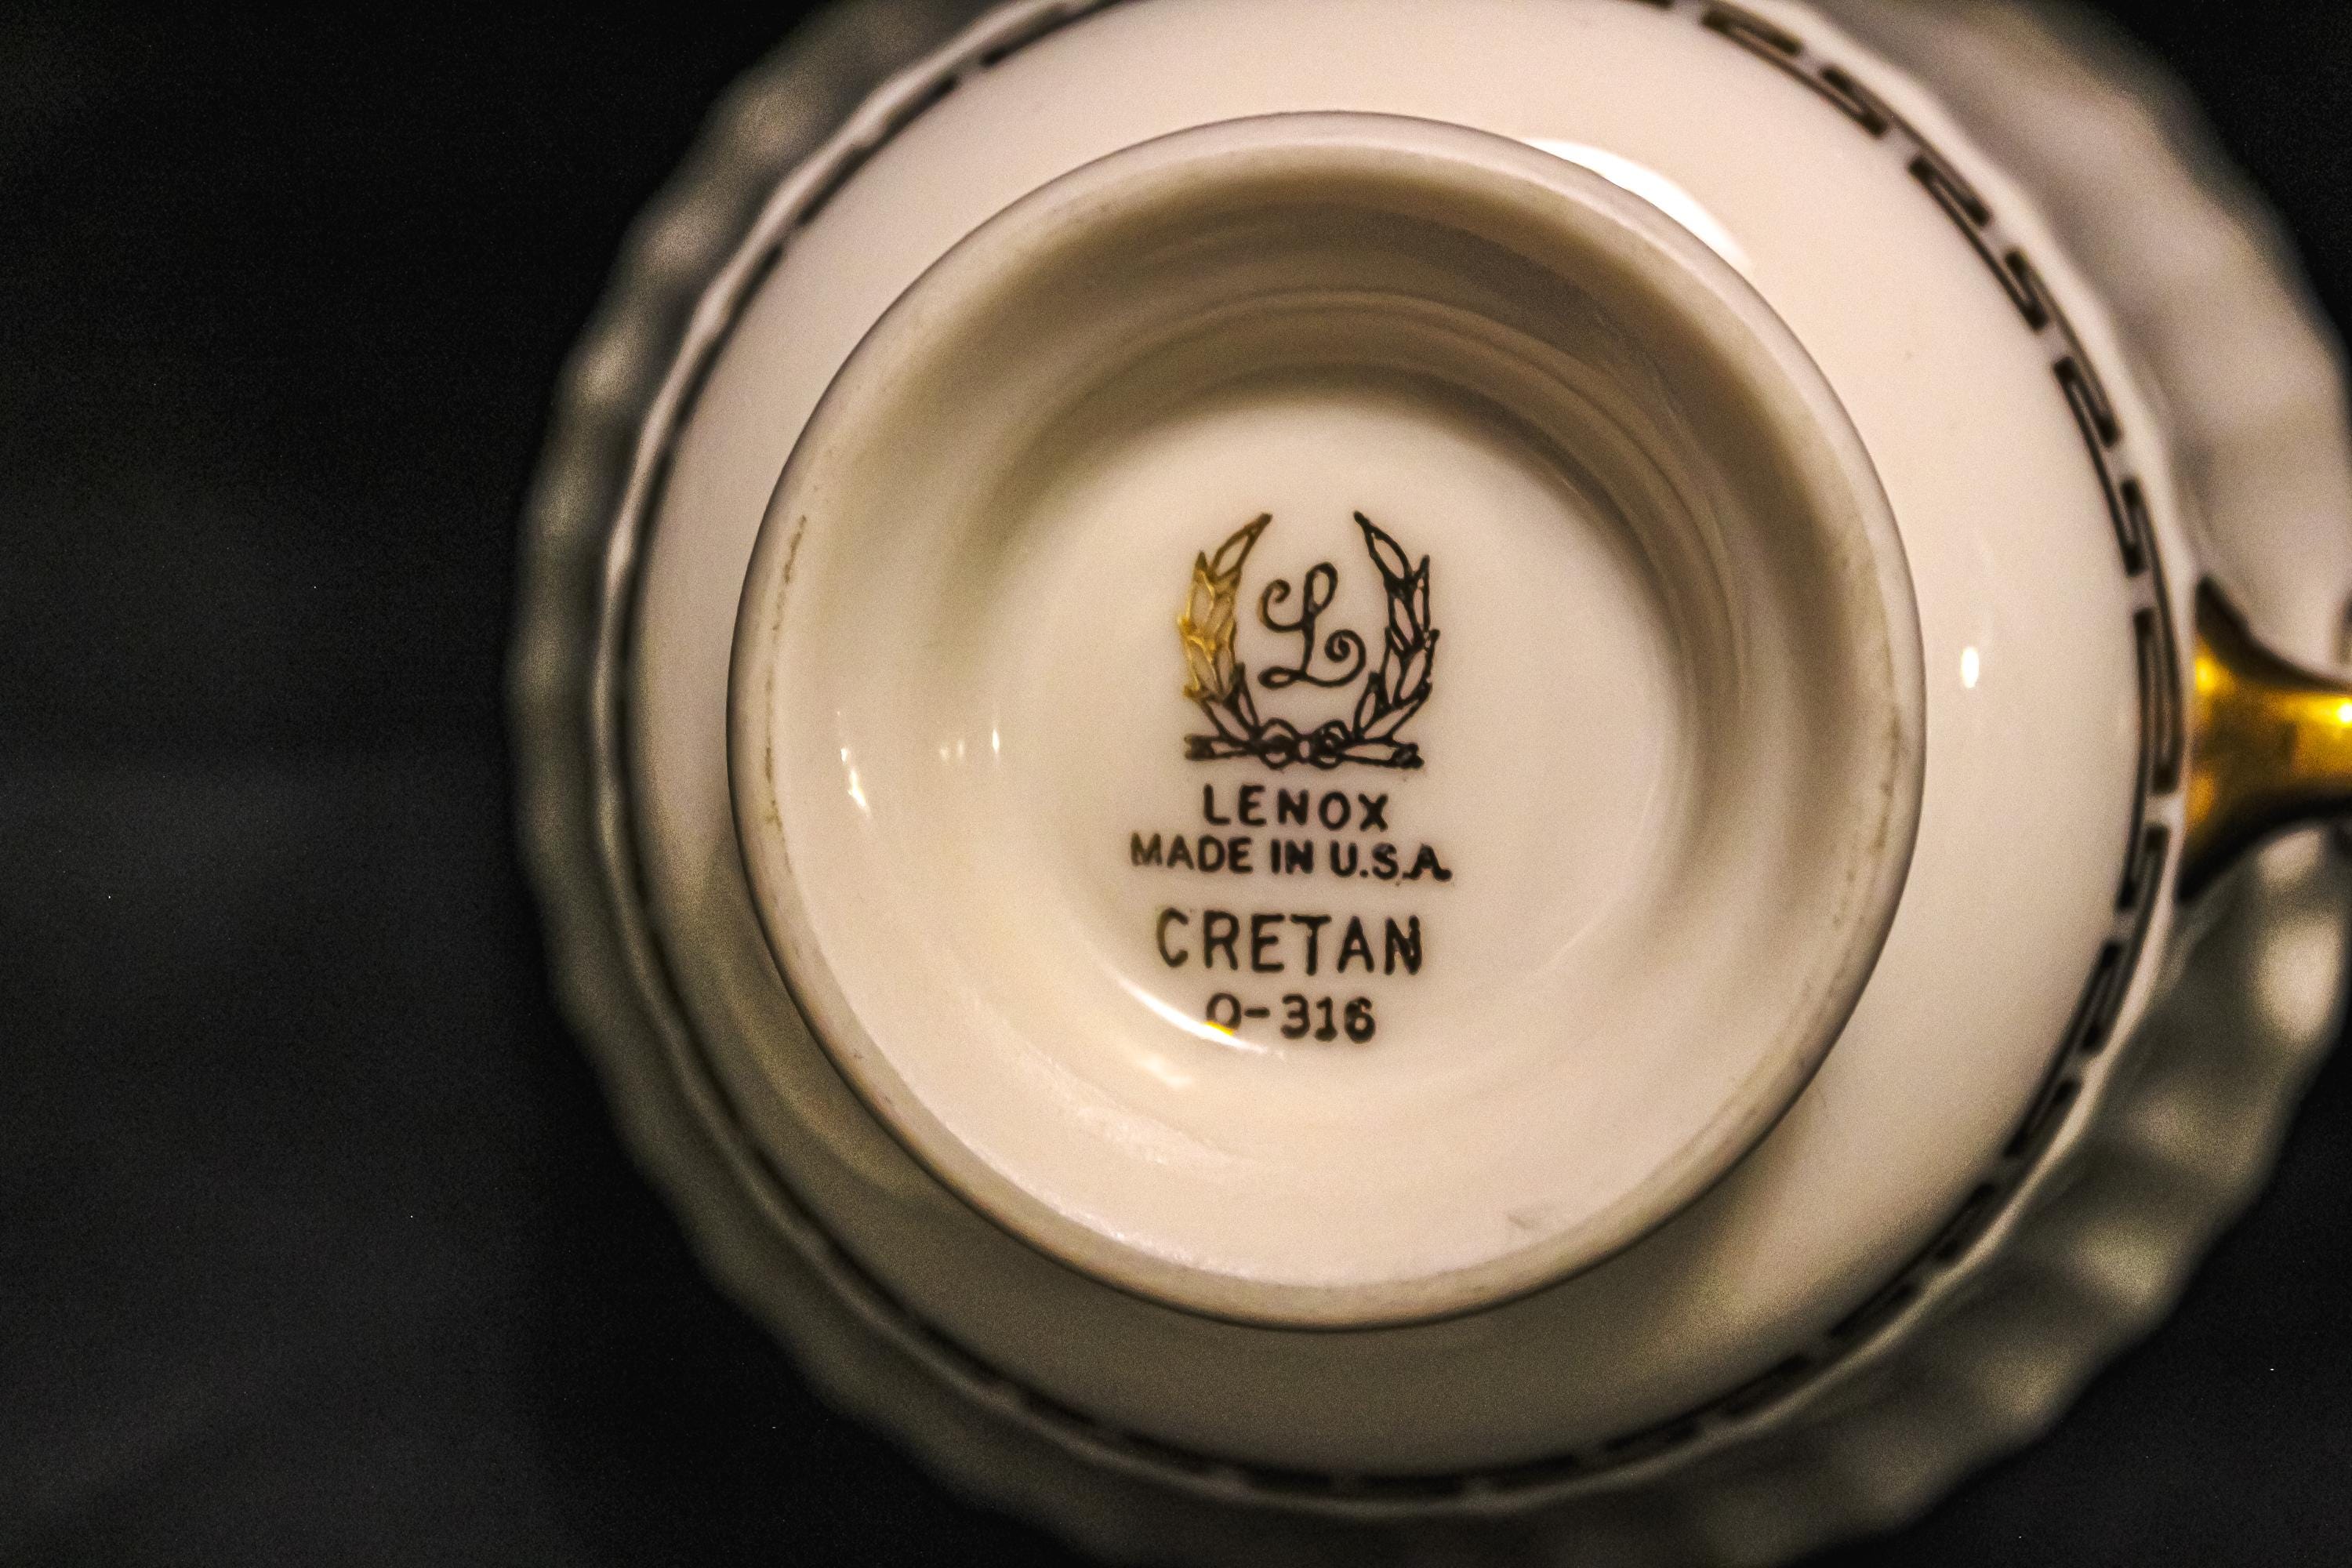 L
LENOX
MADE IN U.S.A.
CRETAN
O-316